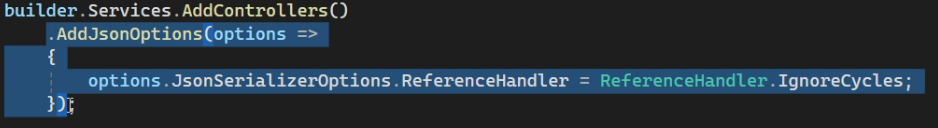 builder.Services.AddControllers()
    .AddJsonOptions(options =>
    {
        options.JsonSerializerOptions.ReferenceHandler = ReferenceHandler.IgnoreCycles;
    });